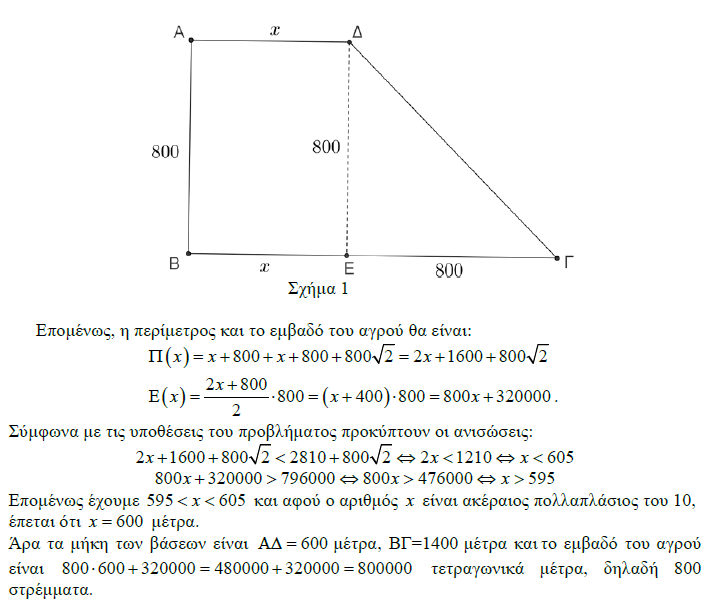 Α x Δ
800 800
Β x Ε 800 Γ
Σχήμα 1
Επομένως, η περίμετρος και το εμβαδό του αγρού θα είναι:
Π(x) = x + 800 + x + 800 + 800√2 = 2x + 1600 + 800√2
Ε(x) = (2x + 800)/2 · 800 = (x + 400) · 800 = 800x + 320000 .
Σύμφωνα με τις υποθέσεις του προβλήματος προκύπτουν οι ανισώσεις:
2x + 1600 + 800√2 < 2810 + 800√2 ⇔ 2x < 1210 ⇔ x < 605
800x + 320000 > 796000 ⇔ 800x > 476000 ⇔ x > 595
Επομένως έχουμε 595 < x < 605 και αφού ο αριθμός x είναι ακέραιος πολλαπλάσιος του 10,
έπεται ότι x = 600 μέτρα.
Άρα τα μήκη των βάσεων είναι ΑΔ = 600 μέτρα, ΒΓ=1400 μέτρα και το εμβαδό του αγρού
είναι 800 · 600 + 320000 = 480000 + 320000 = 800000 τετραγωνικά μέτρα, δηλαδή 800
στρέμματα.